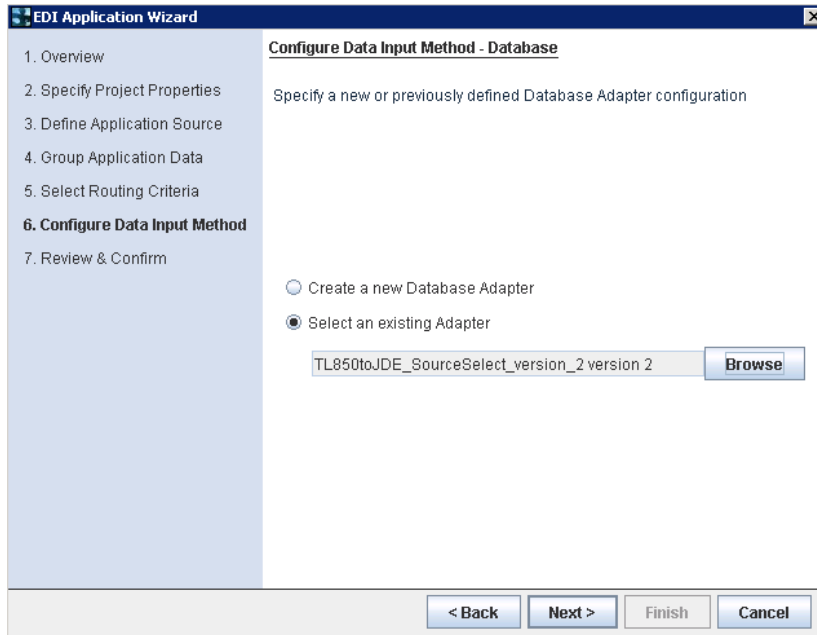 EDI Application Wizard
1. Overview
2. Specify Project Properties
3. Define Application Source
4. Group Application Data
5. Select Routing Criteria
6. Configure Data Input Method
7. Review & Confirm
Configure Data Input Method - Database
Specify a new or previously defined Database Adapter configuration
Create a new Database Adapter
Select an existing Adapter
TL850toJDE_SourceSelect_version_2 version 2
Browse
< Back
Next >
Finish
Cancel